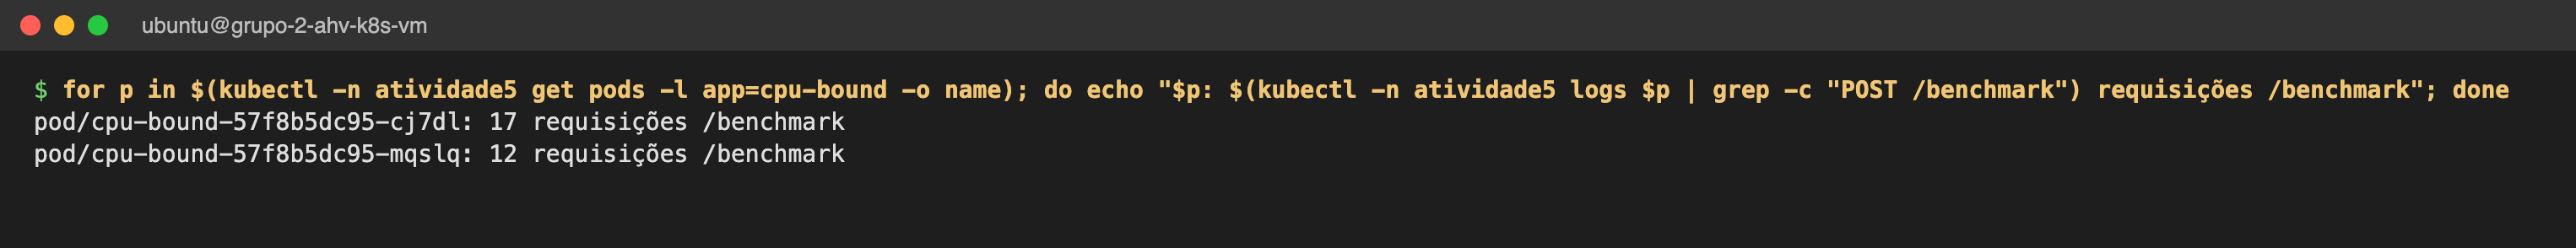 ubuntu@grupo-2-ahv-k8s-vm
$ for p in $(kubectl -n atividade5 get pods -l app=cpu-bound -o name); do echo "$p: $(kubectl -n atividade5 logs $p | grep -c "POST /benchmark") requisições /benchmark"; done
pod/cpu-bound-57f8b5dc95-cj7dl: 17 requisições /benchmark
pod/cpu-bound-57f8b5dc95-mqslq: 12 requisições /benchmark